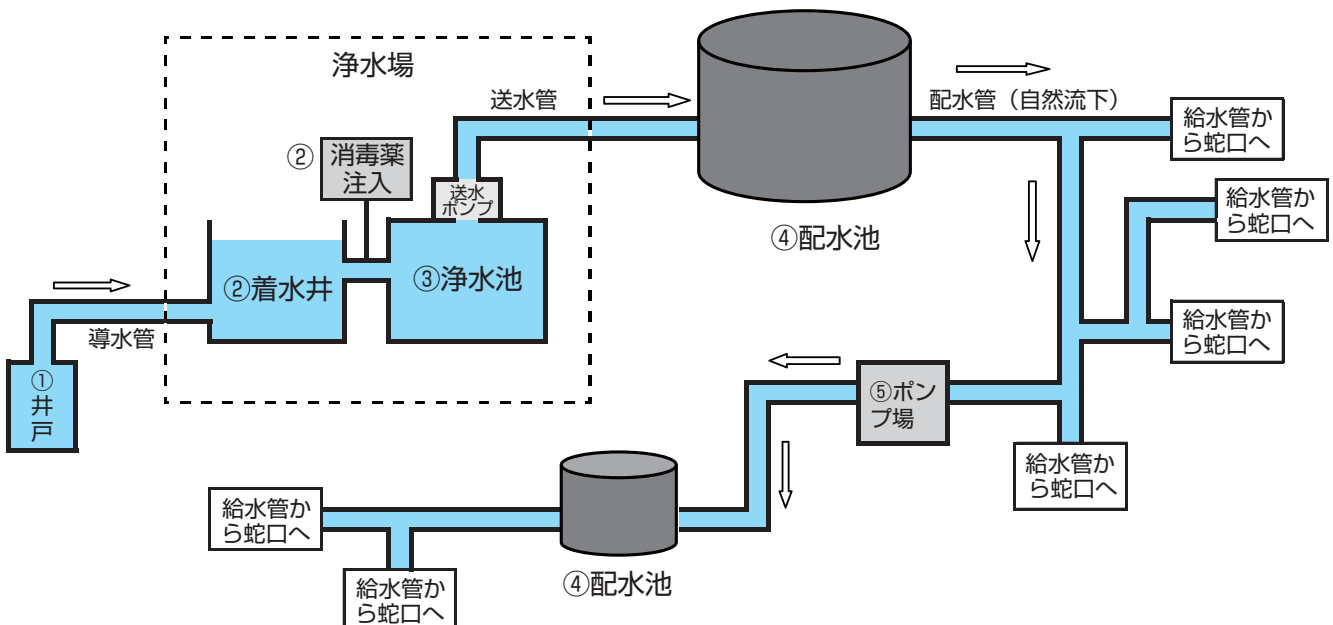 浄水場
送水管
配水管（自然流下）
給水管か
ら蛇口へ
②
消毒薬
注入
送水
ポンプ
給水管か
ら蛇口へ
④配水池
②着水井
③浄水池
導水管
給水管か
ら蛇口へ
①
井
戸
⑤ポン
プ場
給水管か
ら蛇口へ
給水管か
ら蛇口へ
④配水池
給水管か
ら蛇口へ